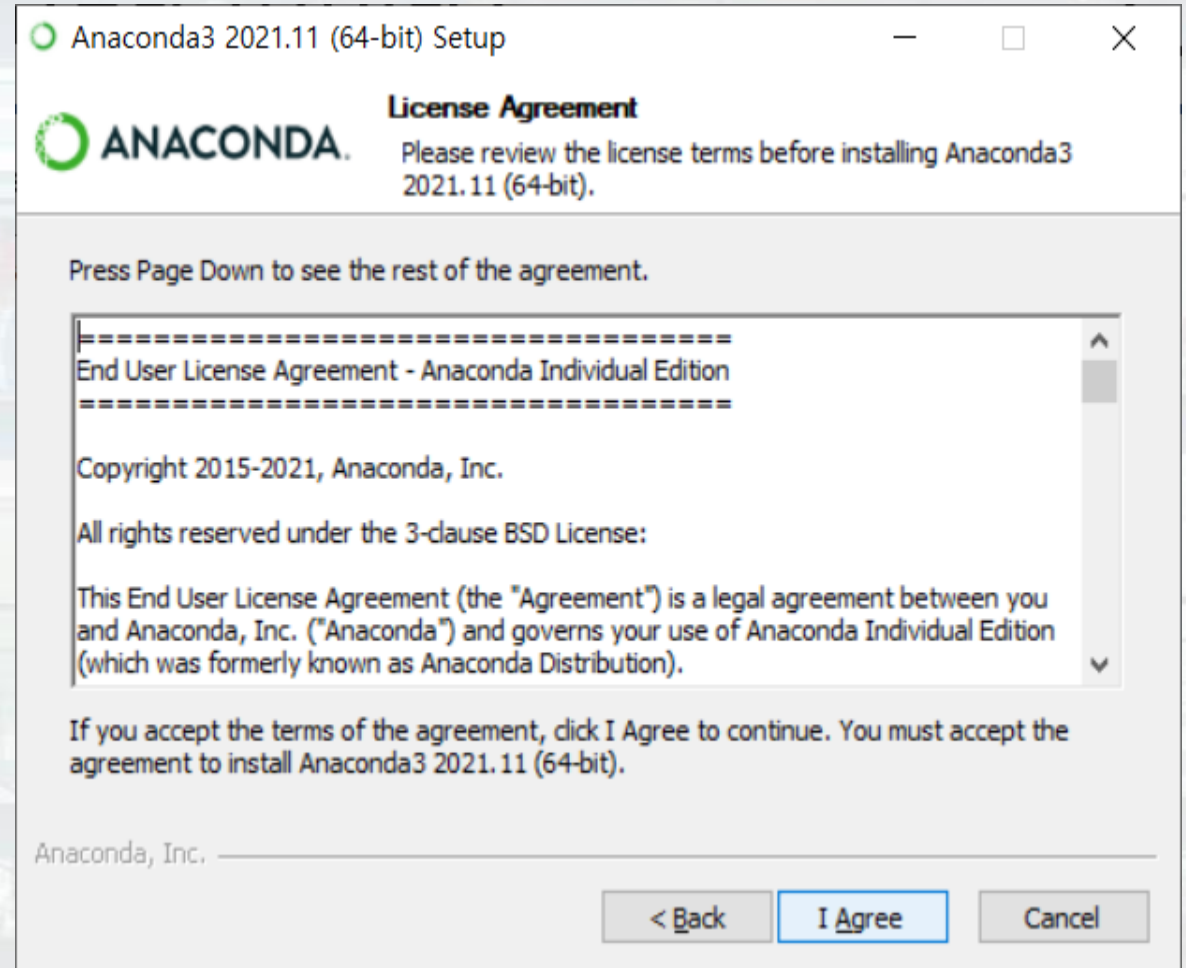 Anaconda3 2021.11 (64-bit) Setup
ANACONDA.
License Agreement
Please review the license terms before installing Anaconda3
2021.11 (64-bit).
Press Page Down to see the rest of the agreement.
===================================
End User License Agreement - Anaconda Individual Edition
===================================
Copyright 2015-2021, Anaconda, Inc.
All rights reserved under the 3-clause BSD License:
This End User License Agreement (the "Agreement") is a legal agreement between you
and Anaconda, Inc. ("Anaconda") and governs your use of Anaconda Individual Edition
(which was formerly known as Anaconda Distribution).
If you accept the terms of the agreement, click I Agree to continue. You must accept the
agreement to install Anaconda3 2021.11 (64-bit).
Anaconda, Inc.
< Back
I Agree
Cancel